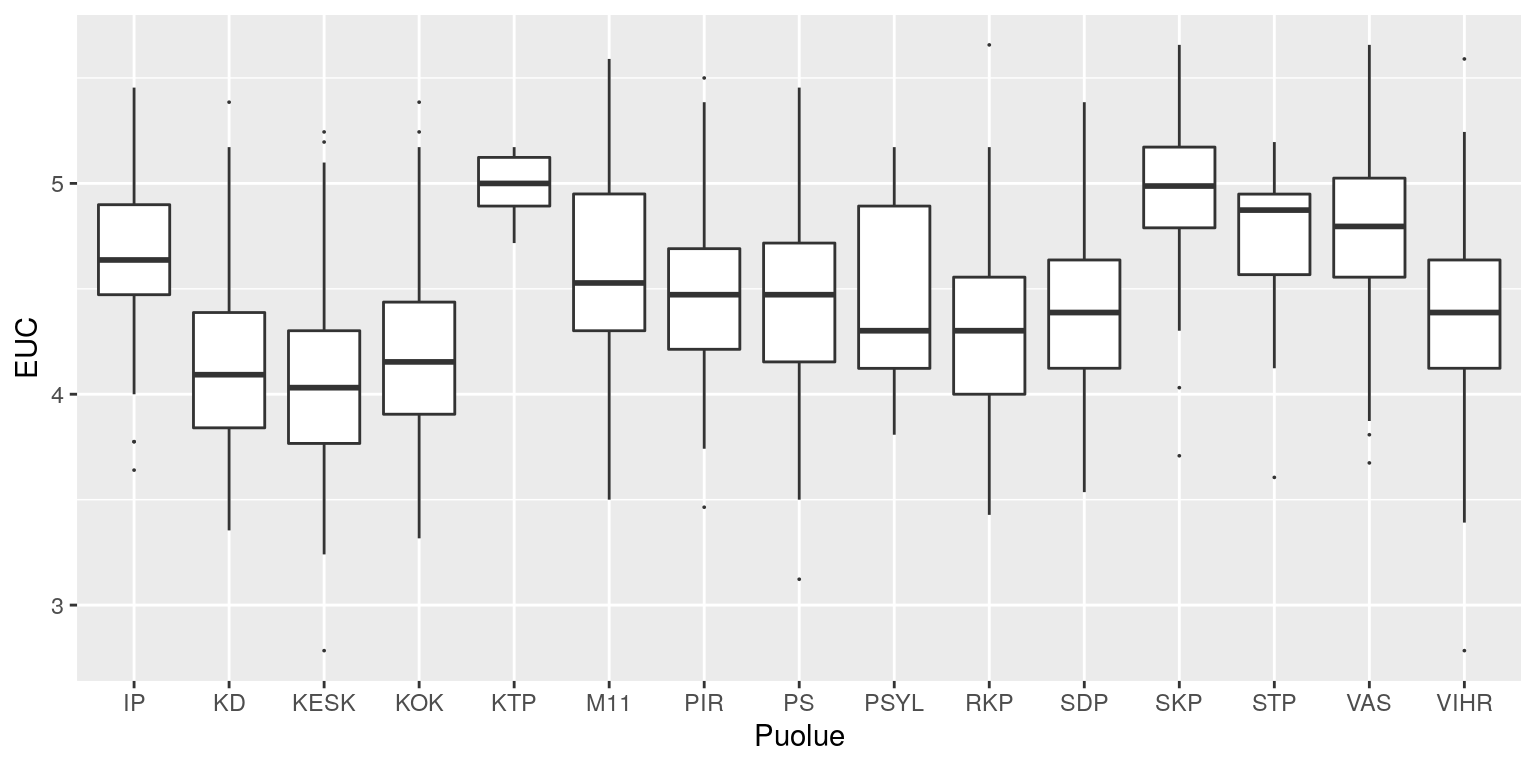 EUC
5
4
3
IP KD KESK KOK KTP M11 PIR PS PSYL RKP SDP SKP STP VAS VIHR
Puolue